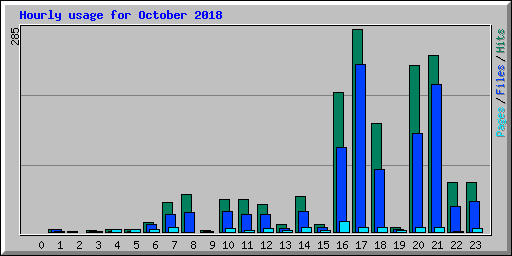 Hourly usage for October 2018
285
Pages/Files/Hits
0 1 2 3 4 5 6 7 8 9 10 11 12 13 14 15 16 17 18 19 20 21 22 23